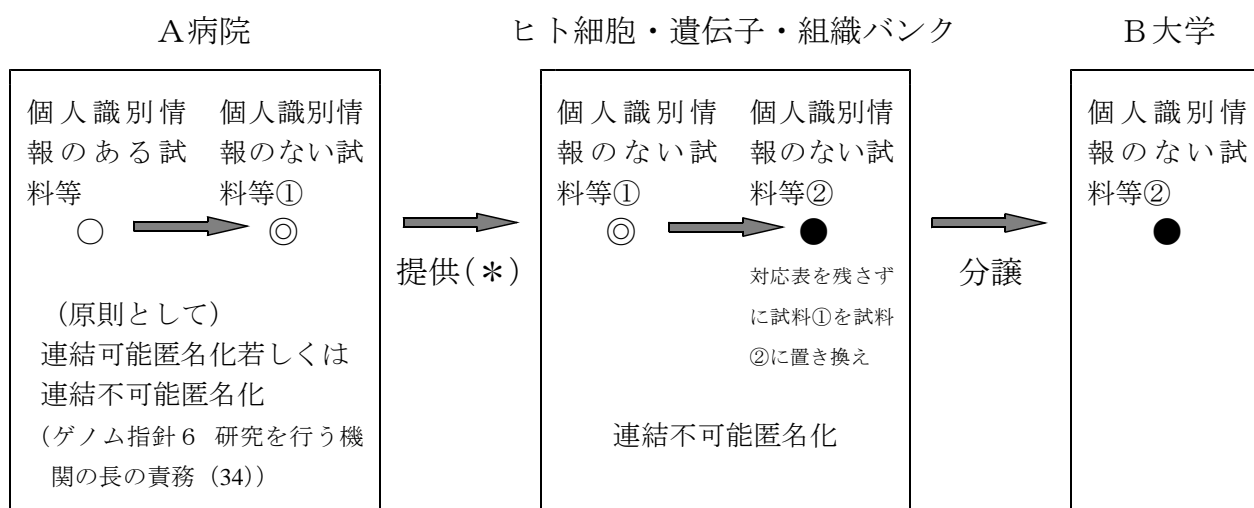 A病院
ヒト細胞・遺伝子・組織バンク
B大学
個人識別情
報のある試
料等
個人識別情
報のない試
料等①
○
◎
(原則として)
連結可能匿名化若しくは
連結不可能匿名化
(ゲノム指針6 研究を行う機
関の長の責務(34))
提供(*)
個人識別情
報のない試
料等①
個人識別情
報のない試
料等②
◎
●
対応表を残さず
に試料①を試料
②に置き換え
連結不可能匿名化
分譲
個人識別情
報のない試
料等②
●